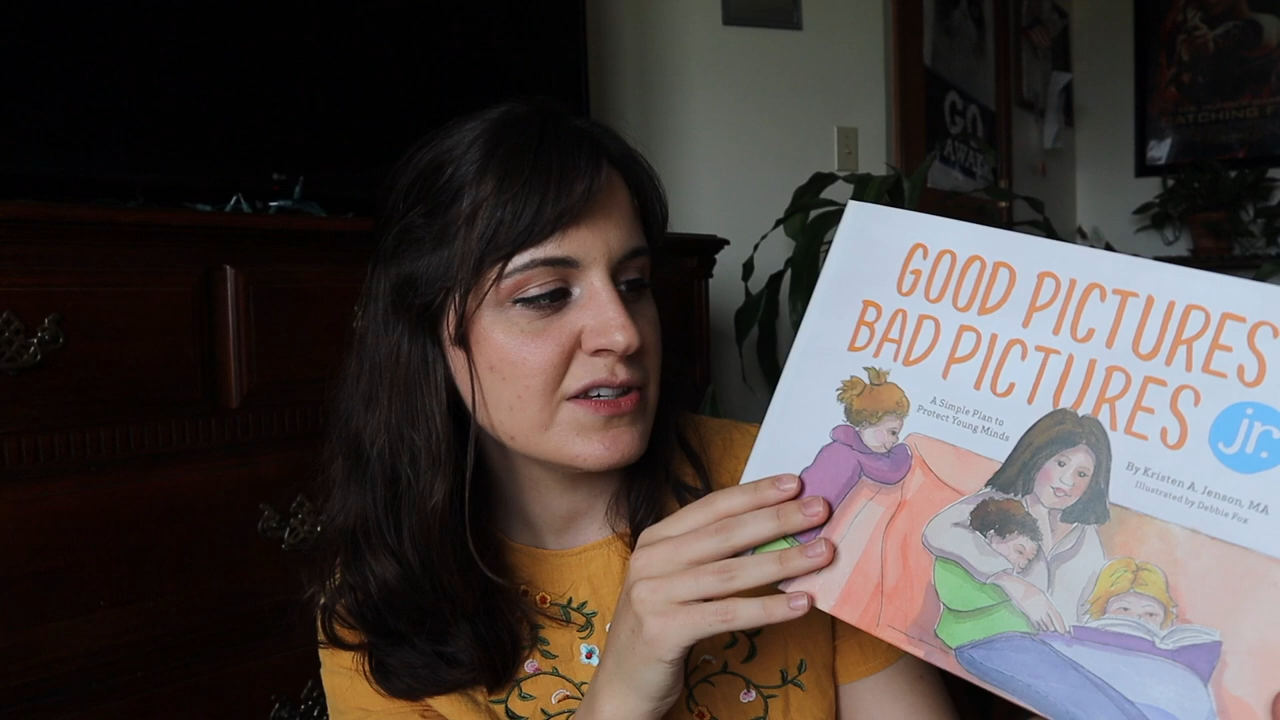 GO
AWAY
CATCHING FIRE
GOOD PICTURES
BAD PICTURES
jr.
A Simple Plan to
Protect Young Minds
By Kristen A. Jenson, MA
Illustrated by Debbie Fox